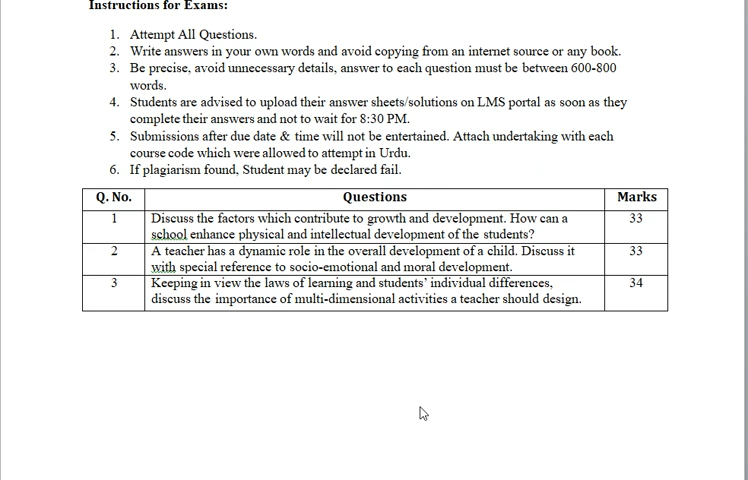 Instructions for Exams:
1. Attempt All Questions.
2. Write answers in your own words and avoid copying from an internet source or any book.
3. Be precise, avoid unnecessary details, answer to each question must be between 600-800
words.
4. Students are advised to upload their answer sheets/solutions on LMS portal as soon as they
complete their answers and not to wait for 8:30 PM.
5. Submissions after due date & time will not be entertained. Attach undertaking with each
course code which were allowed to attempt in Urdu.
6. If plagiarism found, Student may be declared fail.
Q. No. Questions Marks
1 Discuss the factors which contribute to growth and development. How can a 33
school enhance physical and intellectual development of the students?
2 A teacher has a dynamic role in the overall development of a child. Discuss it 33
with special reference to socio-emotional and moral development.
3 Keeping in view the laws of learning and students' individual differences, 34
discuss the importance of multi-dimensional activities a teacher should design.